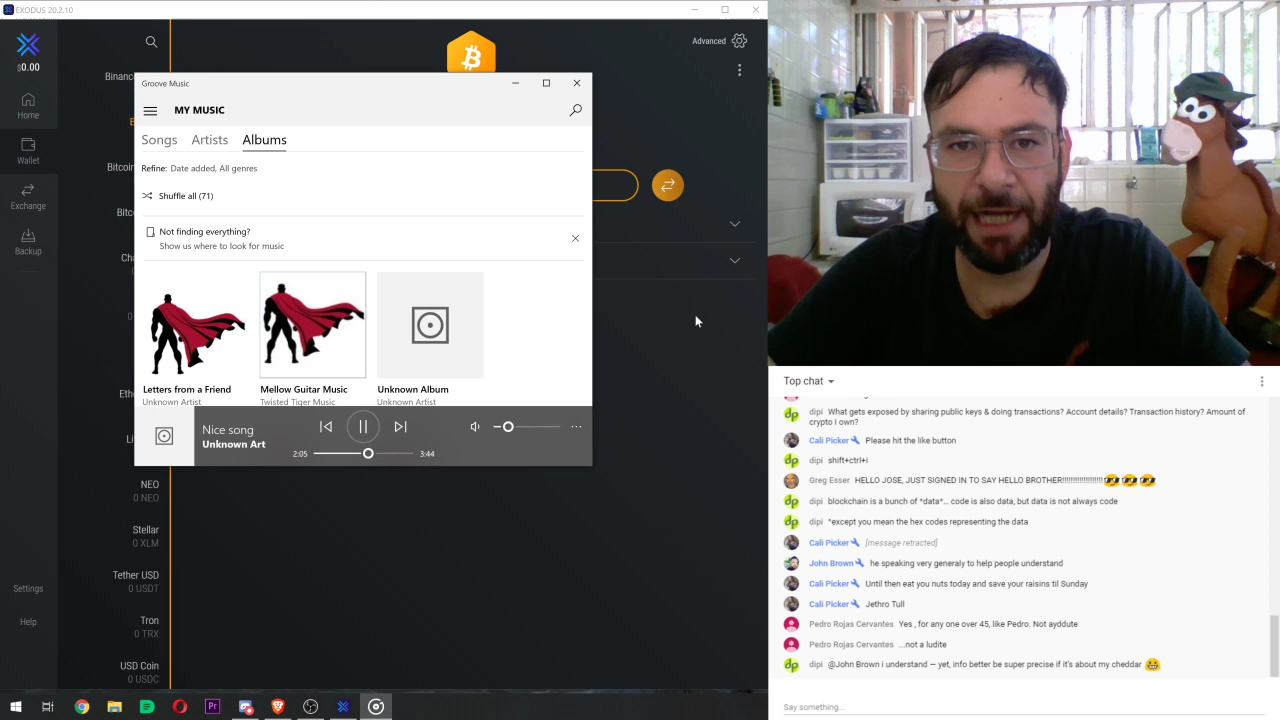 EXODUS 20.2.10
$0.00
Home
Wallet
Exchange
Backup
Settings
Help
Advanced
Binanc
Bitcoin
Bitc
Cha
Ethe
NEO
0 NEO
Stellar
0 XLM
Tether USD
0 USDT
Tron
0 TRX
USD Coin
0 USDC
Groove Music
MY MUSIC
Songs Artists Albums
Refine: Date added, All genres
Shuffle all (71)
Not finding everything?
Show us where to look for music
Letters from a Friend
Unknown Artist
Mellow Guitar Music
Twisted Tiger Music
Unknown Album
Unknown Artist
Nice song
Unknown Art
2:05
3:44
Top chat
dipi What gets exposed by sharing public keys & doing transactions? Account details? Transaction history? Amount of
crypto I own?
Cali Picker Please hit the like button
dipi shift+ctrl+i
Greg Esser HELLO JOSE, JUST SIGNED IN TO SAY HELLO BROTHER!!!!!!!!!!!!!!!!!!!!
dipi blockchain is a bunch of *data*... code is also data, but data is not always code
dipi *except you mean the hex codes representing the data
Cali Picker [message retracted]
John Brown he speaking very generaly to help people understand
Cali Picker Until then eat you nuts today and save your raisins til Sunday
Cali Picker Jethro Tull
Pedro Rojas Cervantes Yes , for any one over 45, like Pedro. Not ayddute
Pedro Rojas Cervantes ....not a ludite
dipi @John Brown i understand — yet, info better be super precise if it's about my cheddar
Say something...